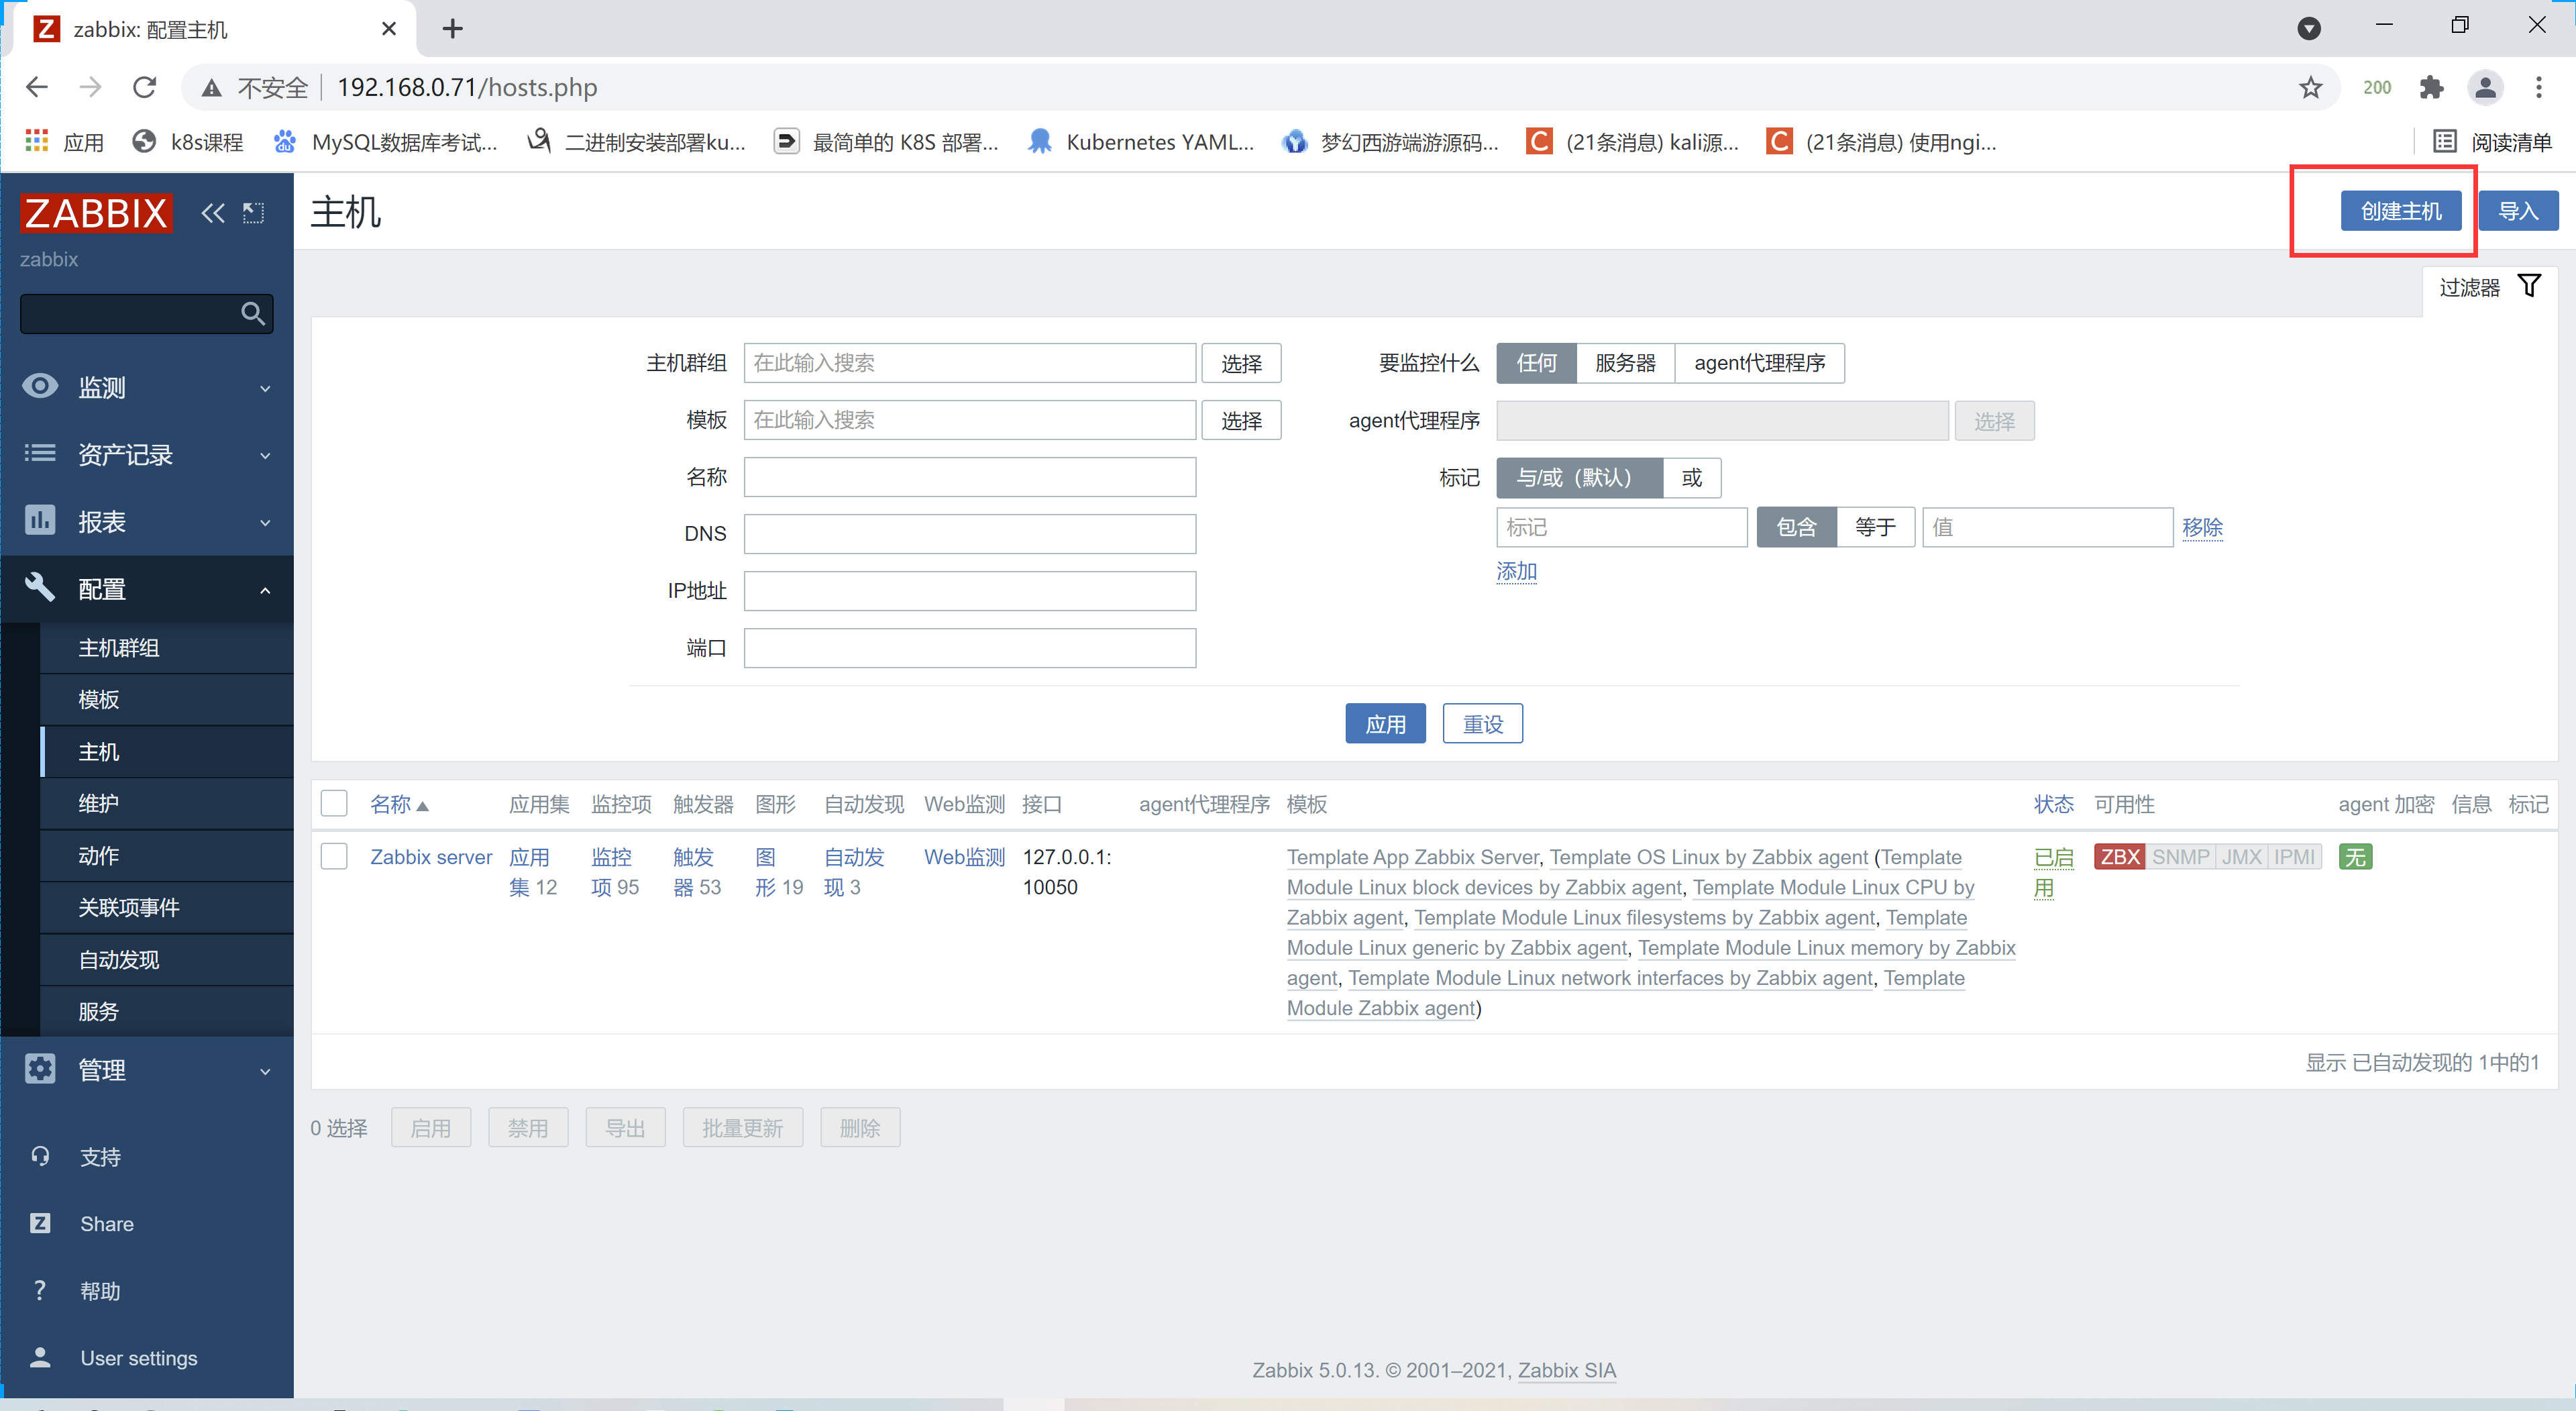 zabbix: 配置主机
不安全 192.168.0.71/hosts.php
200
应用 k8s课程 MySQL数据库考试... 二进制安装部署ku... 最简单的 K8S 部署... Kubernetes YAML... 梦幻西游端游源码... (21条消息) kali源... (21条消息) 使用ngi... 阅读清单
ZABBIX
zabbix
监测
资产记录
报表
配置
主机群组
模板
主机
维护
动作
关联项事件
自动发现
服务
管理
支持
Share
帮助
User settings
主机
创建主机 导入
过滤器
主机群组 在此输入搜索 选择
模板 在此输入搜索 选择
名称
DNS
IP地址
端口
要监控什么 任何 服务器 agent代理程序
agent代理程序 选择
标记 与/或（默认） 或
标记 包含 等于 值 移除
添加
应用 重设
名称 应用集 监控项 触发器 图形 自动发现 Web监测 接口 agent代理程序 模板 状态 可用性 agent 加密 信息 标记
Zabbix server 应用集 12 监控项 95 触发器 53 图形 19 自动发现 3 Web监测 127.0.0.1: 10050
Template App Zabbix Server, Template OS Linux by Zabbix agent (Template
Module Linux block devices by Zabbix agent, Template Module Linux CPU by
Zabbix agent, Template Module Linux filesystems by Zabbix agent, Template
Module Linux generic by Zabbix agent, Template Module Linux memory by Zabbix
agent, Template Module Linux network interfaces by Zabbix agent, Template
Module Zabbix agent)
已启用 ZBX SNMP JMX IPMI 无
显示 已自动发现的 1中的1
0 选择 启用 禁用 导出 批量更新 删除
Zabbix 5.0.13. © 2001–2021, Zabbix SIA